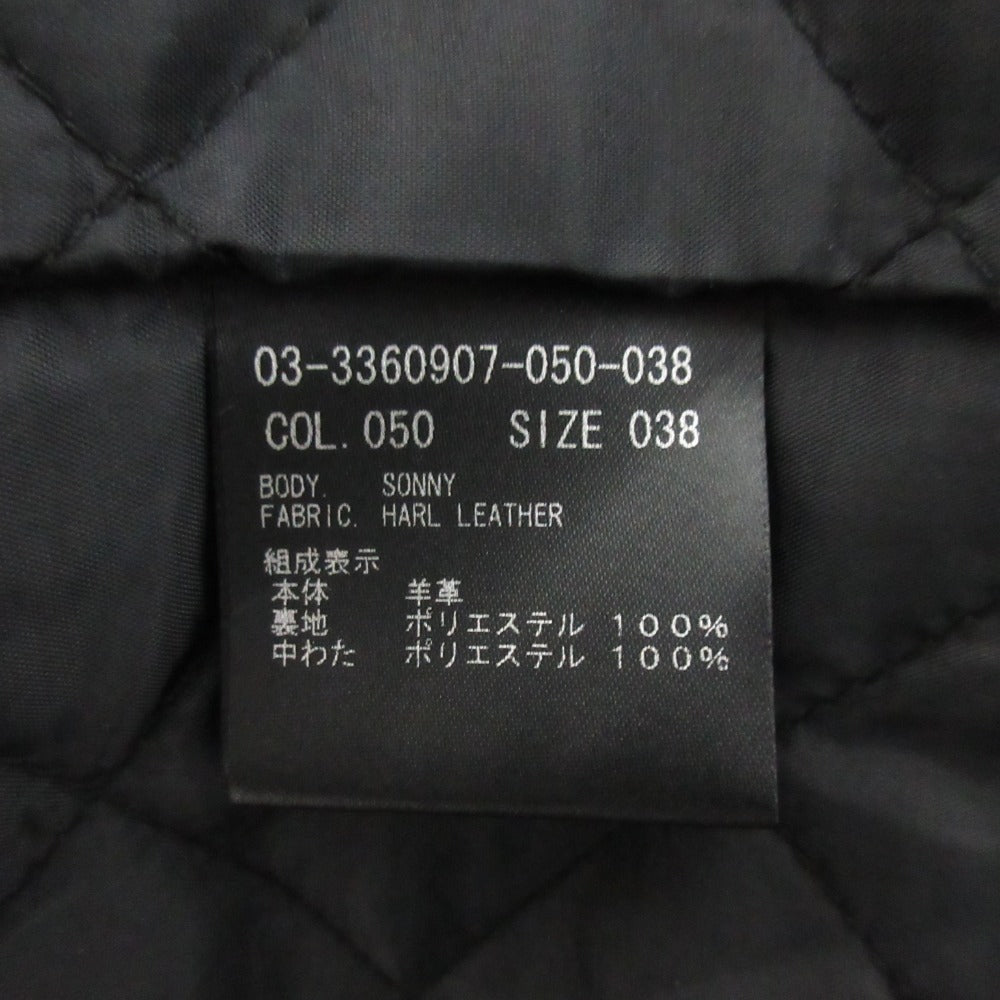 03-3360907-050-038
COL. 050 SIZE 038
BODY. SONNY
FABRIC. HARL LEATHER
組成表示
本体 羊革
裏地 ポリエステル 100%
中わた ポリエステル 100%